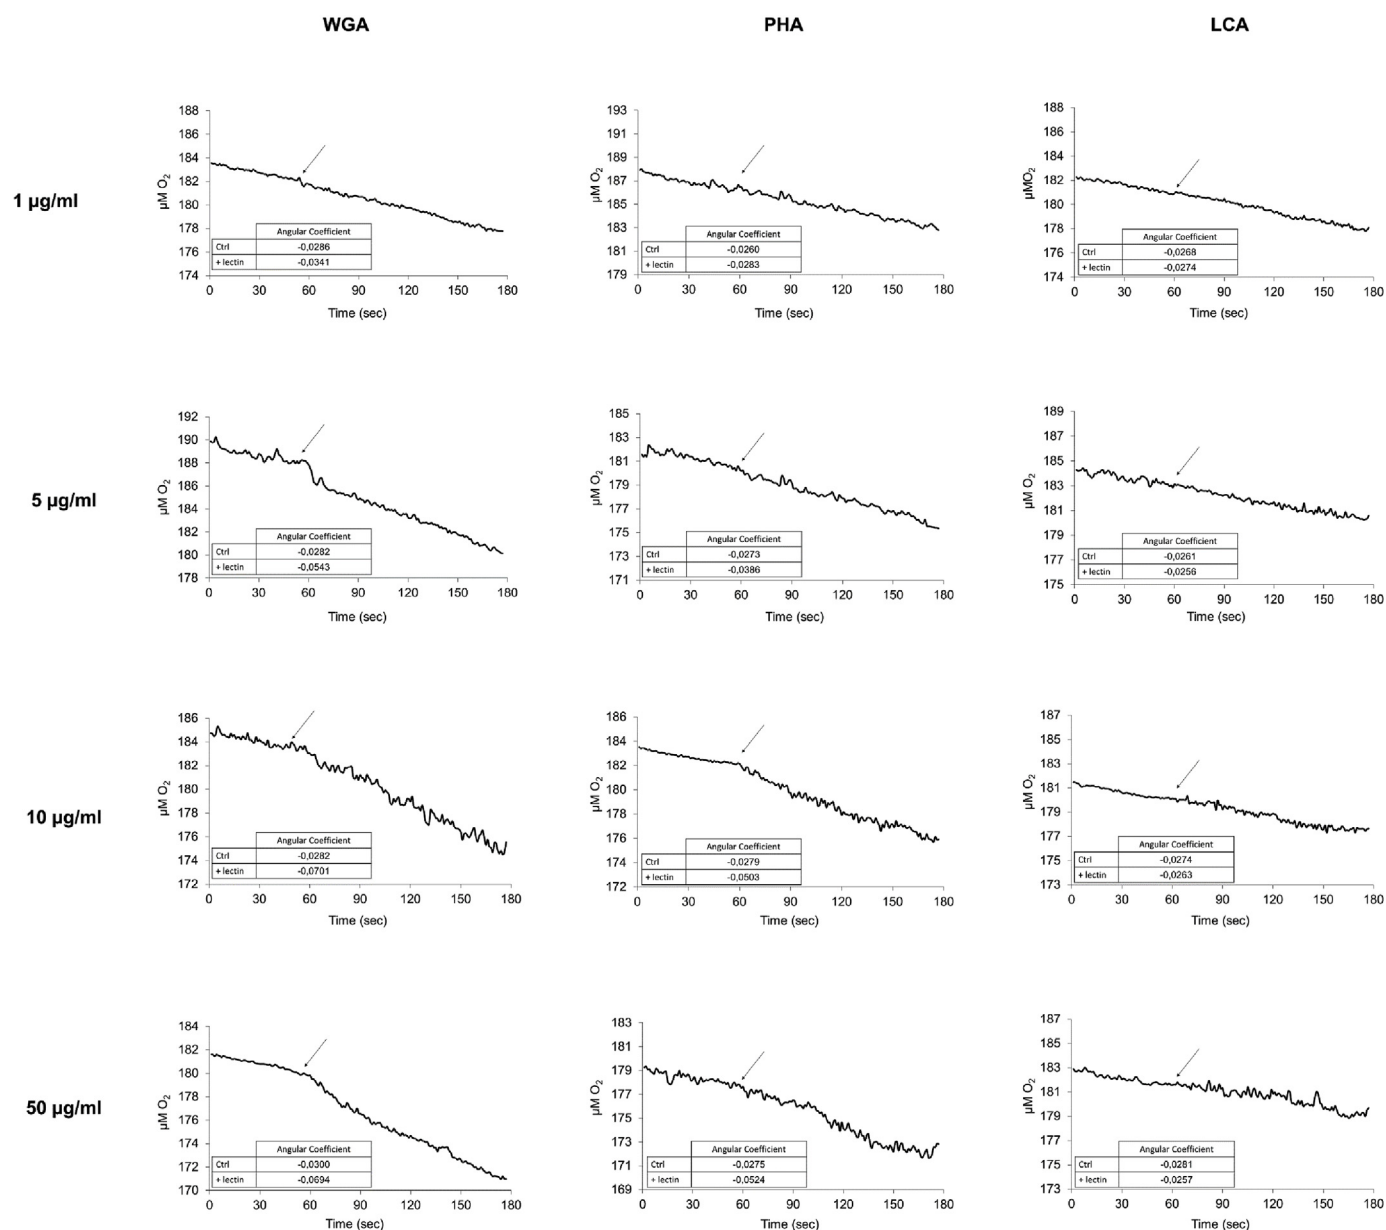 WGA PHA LCA
1 µg/ml
µM O2
188
186
184
182
180
178
176
174
Angular Coefficient
Ctrl -0,0286
+ lectin -0,0341
0 30 60 90 120 150 180
Time (sec)
µM O2
193
191
189
187
185
183
181
179
Angular Coefficient
Ctrl -0,0260
+ lectin -0,0283
0 30 60 90 120 150 180
Time (sec)
µMO2
188
186
184
182
180
178
176
174
Angular Coefficient
Ctrl -0,0268
+ lectin -0,0274
0 30 60 90 120 150 180
Time (sec)
5 µg/ml
µM O2
192
190
188
186
184
182
180
178
Angular Coefficient
Ctrl -0,0282
+ lectin -0,0543
0 30 60 90 120 150 180
Time (sec)
µM O2
185
183
181
179
177
175
173
171
Angular Coefficient
Ctrl -0,0273
+ lectin -0,0386
0 30 60 90 120 150 180
Time (sec)
µM O2
189
187
185
183
181
179
177
175
Angular Coefficient
Ctrl -0,0261
+ lectin -0,0256
0 30 60 90 120 150 180
Time (sec)
10 µg/ml
µM O2
186
184
182
180
178
176
174
172
Angular Coefficient
Ctrl -0,0282
+ lectin -0,0701
0 30 60 90 120 150 180
Time (sec)
µM O2
186
184
182
180
178
176
174
172
Angular Coefficient
Ctrl -0,0279
+ lectin -0,0503
0 30 60 90 120 150 180
Time (sec)
µM O2
187
185
183
181
179
177
175
173
Angular Coefficient
Ctrl -0,0274
+ lectin -0,0263
0 30 60 90 120 150 180
Time (sec)
50 µg/ml
µM O2
184
182
180
178
176
174
172
170
Angular Coefficient
Ctrl -0,0300
+ lectin -0,0694
0 30 60 90 120 150 180
Time (sec)
µM O2
183
181
179
177
175
173
171
169
Angular Coefficient
Ctrl -0,0275
+ lectin -0,0524
0 30 60 90 120 150 180
Time (sec)
µM O2
187
185
183
181
179
177
175
173
Angular Coefficient
Ctrl -0,0281
+ lectin -0,0257
0 30 60 90 120 150 180
Time (sec)